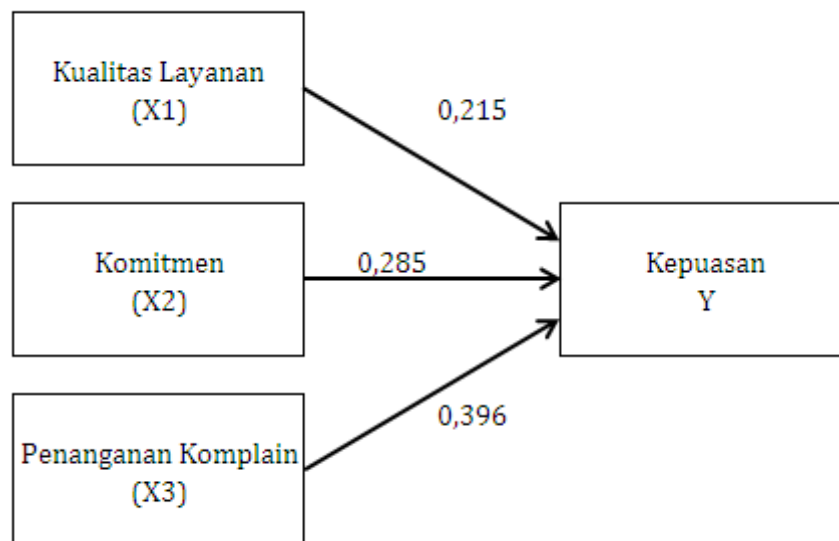 Kualitas Layanan
(X1)
0,215
Komitmen
(X2)
0,285
Kepuasan
Y
Penanganan Komplain
(X3)
0,396